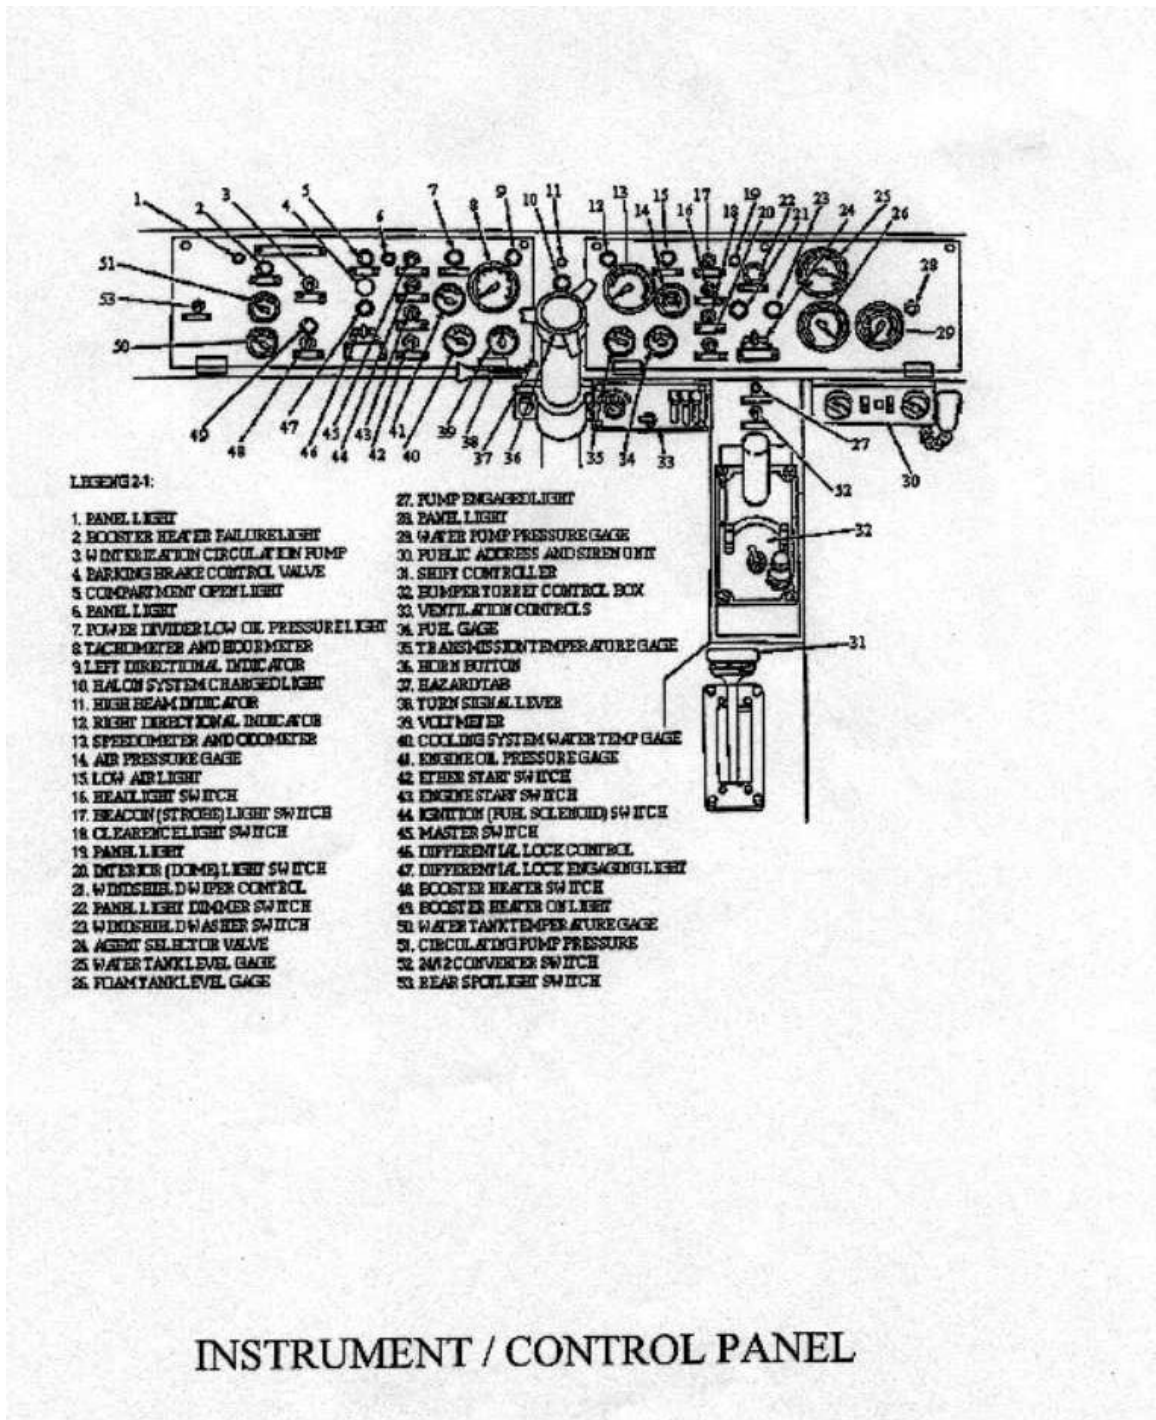 1 2 3 4 5 6 7 8 9 10 11 12 13 14 15 16 17 18 19 20 21 22 23 24 25 26
51 53 50 28 29
49 48 47 46 45 44 43 42 41 40 39 38 37 36 35 34 33 27 52 30
32
31
LEGENG 2-1:
1. PANEL LIGHT
2. BOOSTER HEATER FAILURE LIGHT
3. WINTERIZATION CIRCULATION PUMP
4. PARKING BRAKE CONTROL VALVE
5. COMPARTMENT OPEN LIGHT
6. PANEL LIGHT
7. POWER DIVIDER LOW OIL PRESSURE LIGHT
8. TACHOMETER AND HOURMETER
9. LEFT DIRECTIONAL INDICATOR
10. HALON SYSTEM CHARGED LIGHT
11. HIGH BEAM INDICATOR
12. RIGHT DIRECTIONAL INDICATOR
13. SPEEDOMETER AND ODOMETER
14. AIR PRESSURE GAGE
15. LOW AIR LIGHT
16. HEADLIGHT SWITCH
17. BEACON (STROBE) LIGHT SWITCH
18. CLEARENCE LIGHT SWITCH
19. PANEL LIGHT
20. INTERIOR (DOME) LIGHT SWITCH
21. WINDSHIELD WIPER CONTROL
22. PANEL LIGHT DIMMER SWITCH
23. WINDSHIELD WASHER SWITCH
24. AGENT SELECTOR VALVE
25. WATER TANK LEVEL GAGE
26. FOAM TANK LEVEL GAGE
27. PUMP ENGAGED LIGHT
28. PANEL LIGHT
29. WATER PUMP PRESSURE GAGE
30. PUBLIC ADDRESS AND SIREN UNIT
31. SHIFT CONTROLLER
32. BUMPER TURRET CONTROL BOX
33. VENTILATION CONTROLS
34. FUEL GAGE
35. TRANSMISSION TEMPERATURE GAGE
36. HORN BUTTON
37. HAZARD TAB
38. TURN SIGNAL LEVER
39. VOLTMETER
40. COOLING SYSTEM WATER TEMP GAGE
41. ENGINE OIL PRESSURE GAGE
42. ETHER START SWITCH
43. ENGINE START SWITCH
44. IGNITION (FUEL SOLENOID) SWITCH
45. MASTER SWITCH
46. DIFFERENTIAL LOCK CONTROL
47. DIFFERENTIAL LOCK ENGAGING LIGHT
48. BOOSTER HEATER SWITCH
49. BOOSTER HEATER ON LIGHT
50. WATER TANK TEMPERATURE GAGE
51. CIRCULATING PUMP PRESSURE
52. 24/12 CONVERTER SWITCH
53. REAR SPOTLIGHT SWITCH
INSTRUMENT / CONTROL PANEL